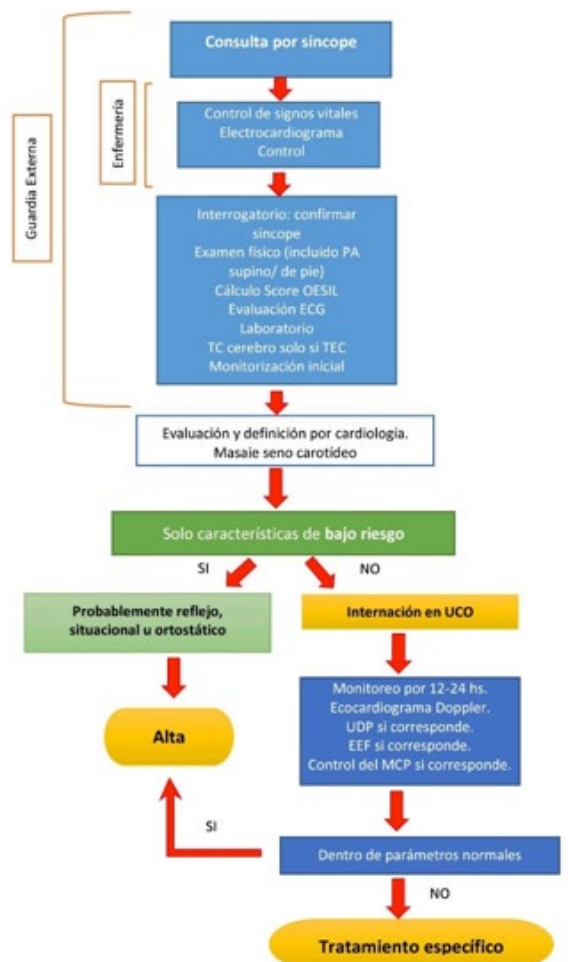 Consulta por síncope
Guardia Externa
Enfermería
Control de signos vitales
Electrocardiograma
Control
Interrogatorio: confirmar
síncope
Examen físico (incluido PA
supino/ de pie)
Cálculo Score OESIL
Evaluación ECG
Laboratorio
TC cerebro solo si TEC
Monitorización inicial
Evaluación y definición por cardiología.
Masaie seno carotídeo
Solo características de bajo riesgo
SI
NO
Probablemente reflejo,
situacional u ortostático
Internación en UCO
Alta
Monitoreo por 12-24 hs.
Ecocardiograma Doppler.
UDP si corresponde.
EEF si corresponde.
Control del MCP si corresponde.
SI
Dentro de parámetros normales
NO
Tratamiento específico